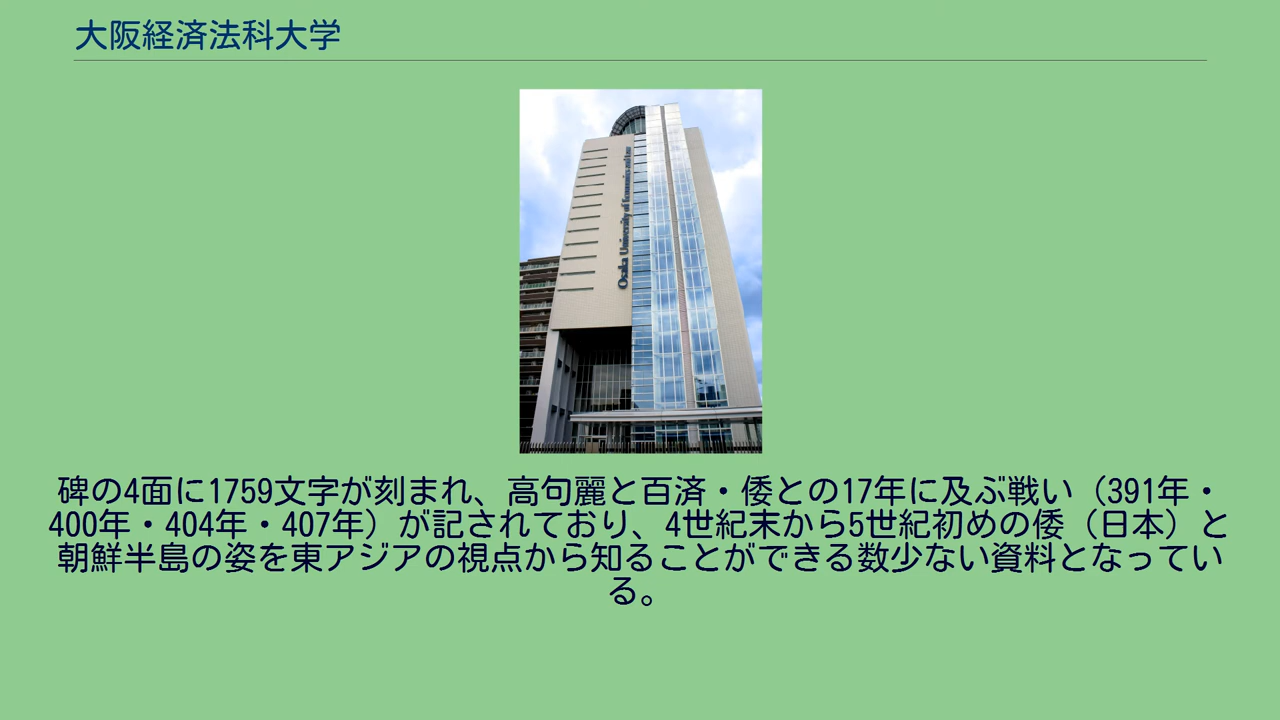 大阪経済法科大学
Osaka University of Economics and Law
碑の4面に1759文字が刻まれ、高句麗と百済・倭との17年に及ぶ戦い（391年・
400年・404年・407年）が記されており、4世紀末から5世紀初めの倭（日本）と
朝鮮半島の姿を東アジアの視点から知ることができる数少ない資料となってい
る。